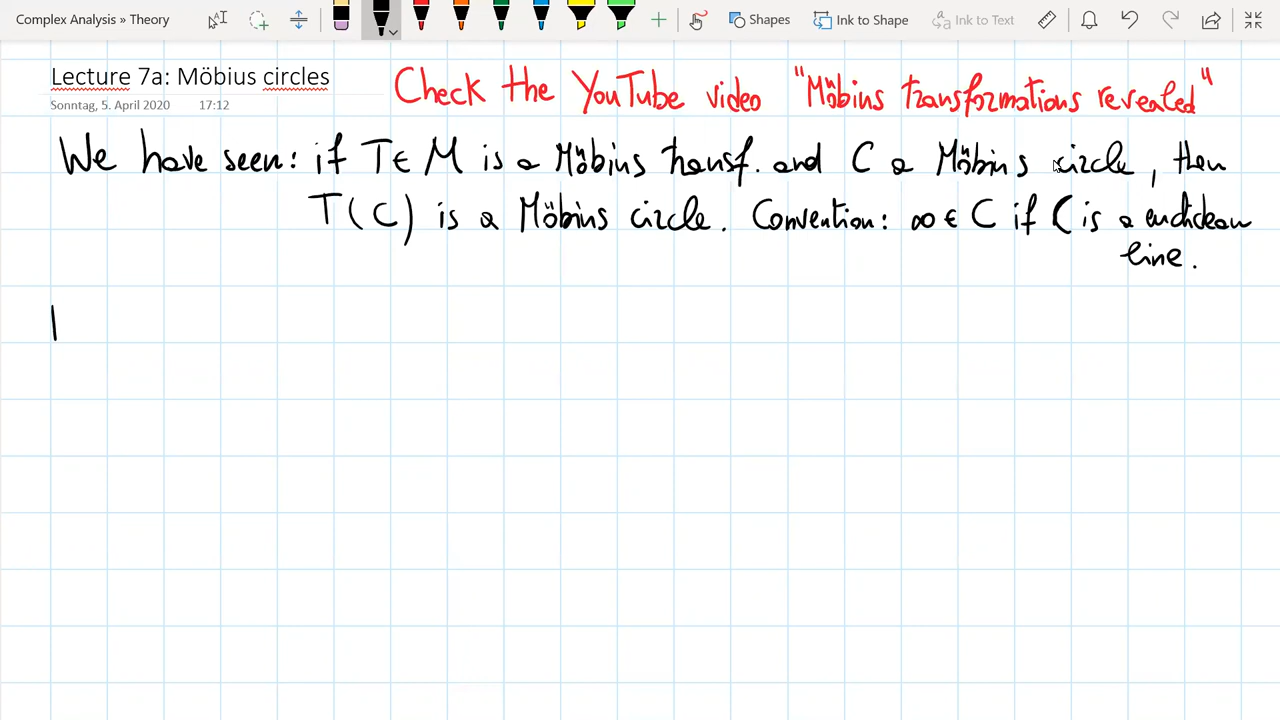 Complex Analysis » Theory
Shapes
Ink to Shape
Ink to Text
Lecture 7a: Möbius circles
Sonntag, 5. April 2020 17:12
Check the YouTube video "Möbius transformations revealed"
We have seen: if T ∈ M is a Möbius transf. and C a Möbius circle, then
T(C) is a Möbius circle. Convention: ∞ ∈ C if C is a euclidean
line.